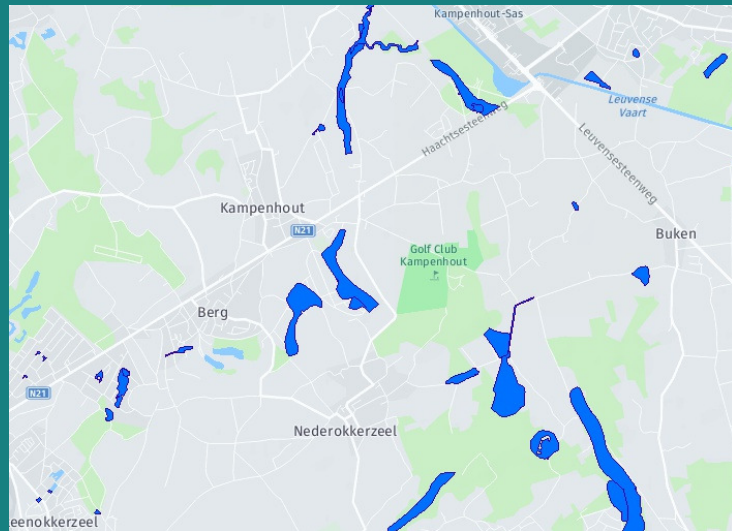 Kampenhout-Sas
Leuvense
Vaart
Haachtsesteenweg
Leuvensesteenweg
Kampenhout
N21
Buken
Golf Club
Kampenhout
Berg
N21
Nederokkerzeel
eenokkerzeel